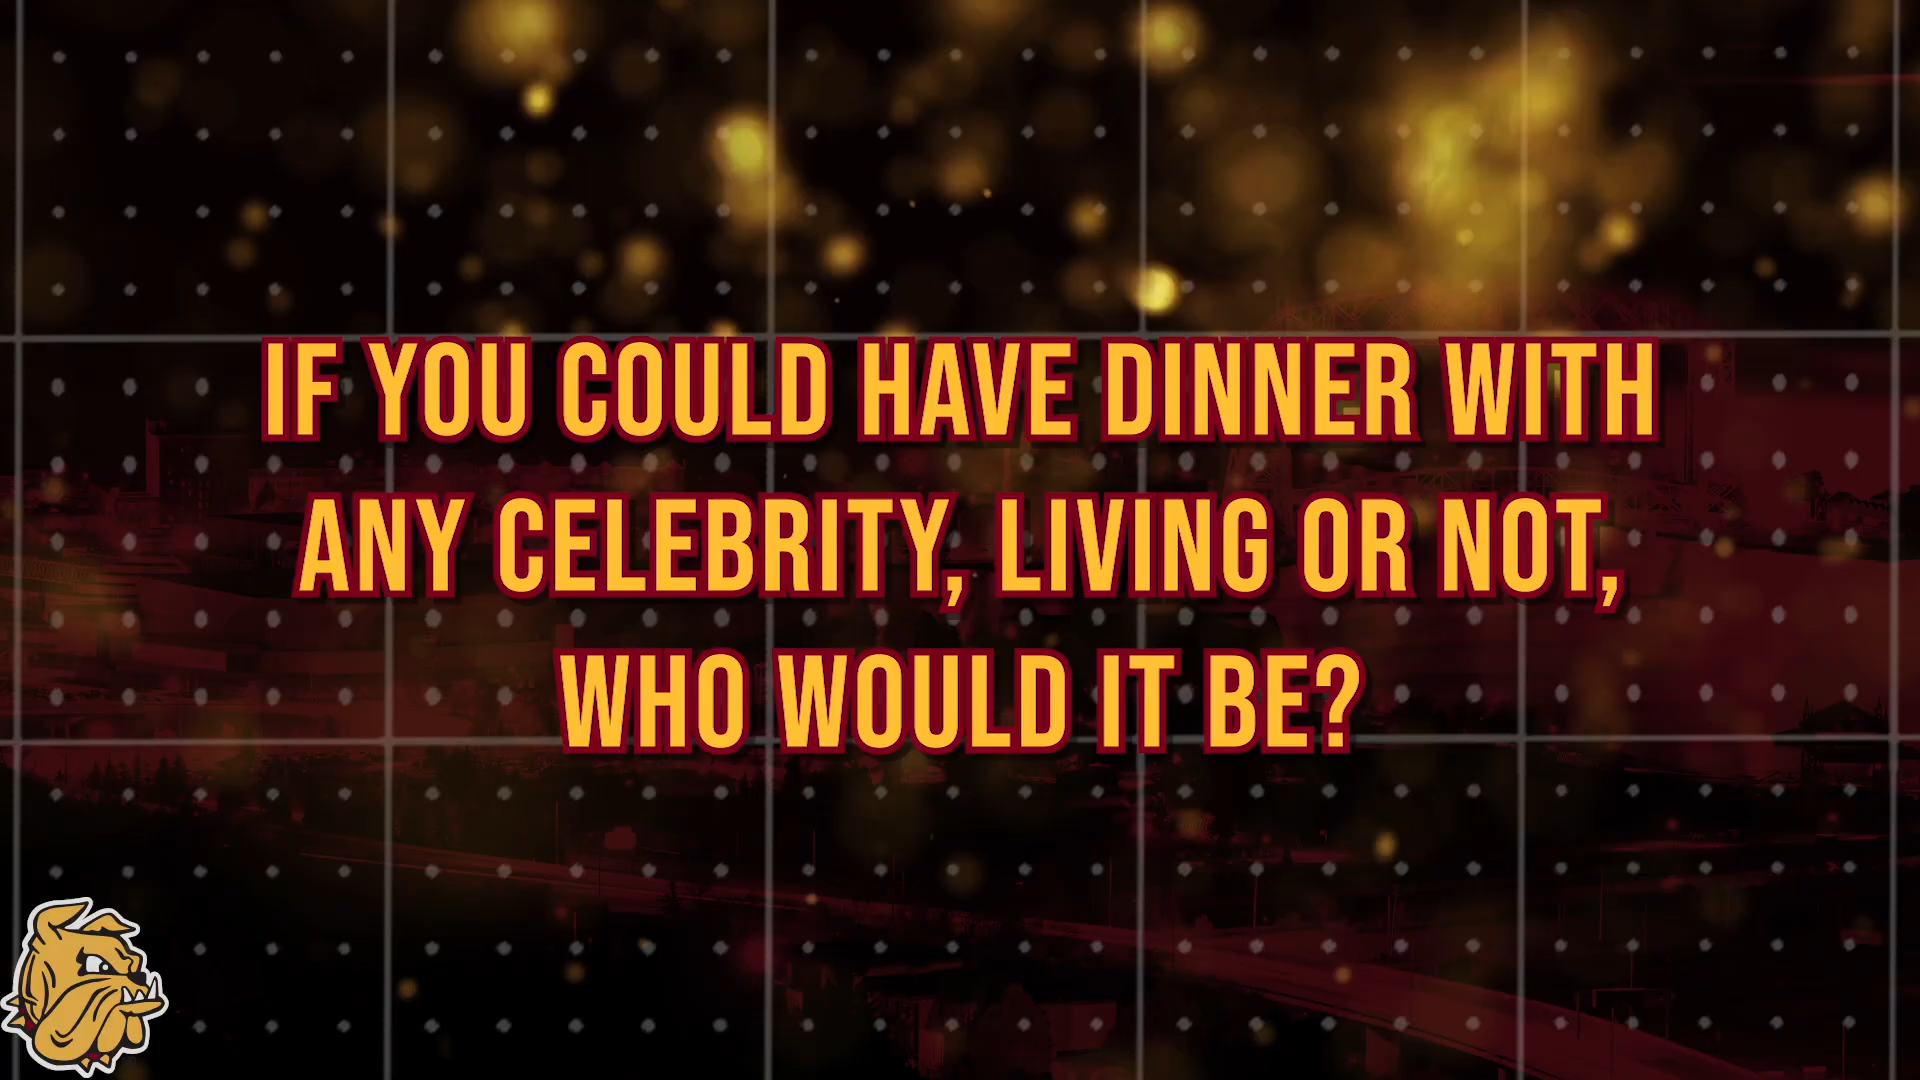 IF YOU COULD HAVE DINNER WITH
ANY CELEBRITY, LIVING OR NOT,
WHO WOULD IT BE?